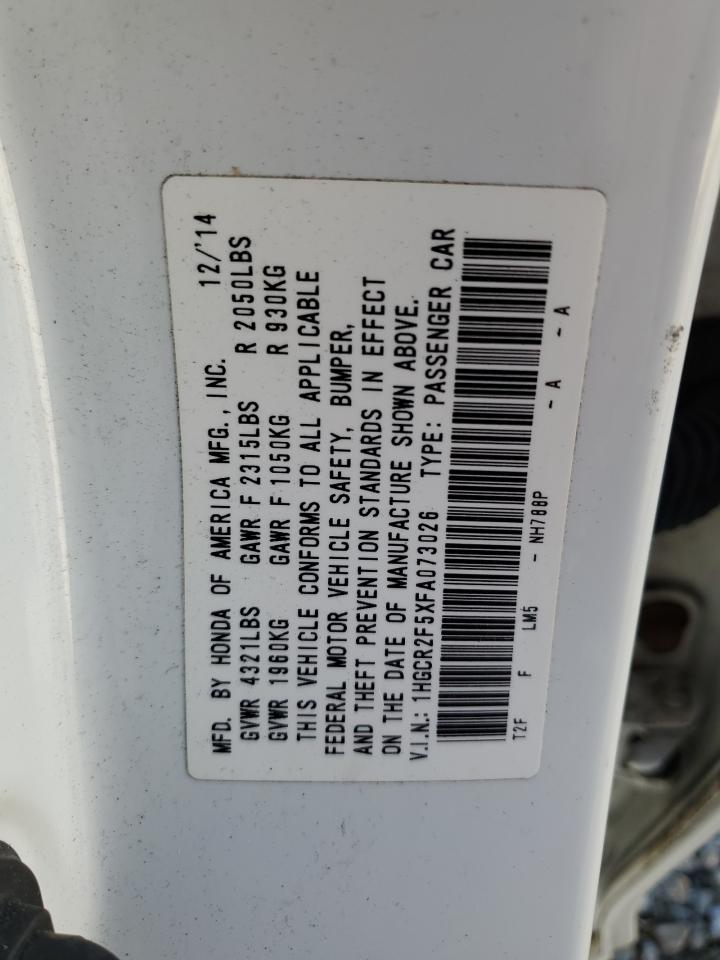 MFD. BY HONDA OF AMERICA MFG., INC. 12/'14
GVWR 4321LBS GAWR F 2315LBS R 2050LBS
GVWR 1960KG GAWR F 1050KG R 930KG
THIS VEHICLE CONFORMS TO ALL APPLICABLE
FEDERAL MOTOR VEHICLE SAFETY, BUMPER,
AND THEFT PREVENTION STANDARDS IN EFFECT
ON THE DATE OF MANUFACTURE SHOWN ABOVE.
V.I.N.: 1HGCR2F5XFA073026 TYPE: PASSENGER CAR
T2F F LM5 - NH788P - A - A